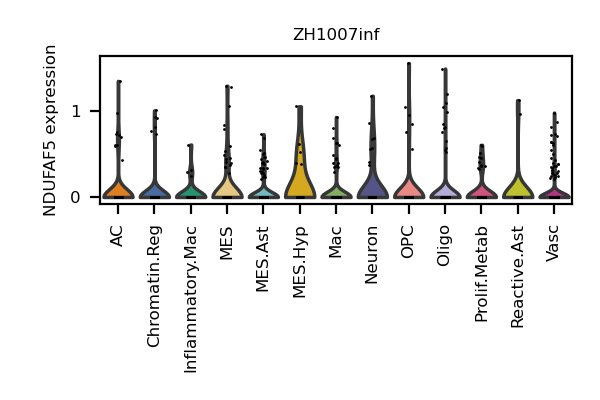 ZH1007inf
NDUFAF5 expression
1
0
AC
Chromatin.Reg
Inflammatory.Mac
MES
MES.Ast
MES.Hyp
Mac
Neuron
OPC
Oligo
Prolif.Metab
Reactive.Ast
Vasc